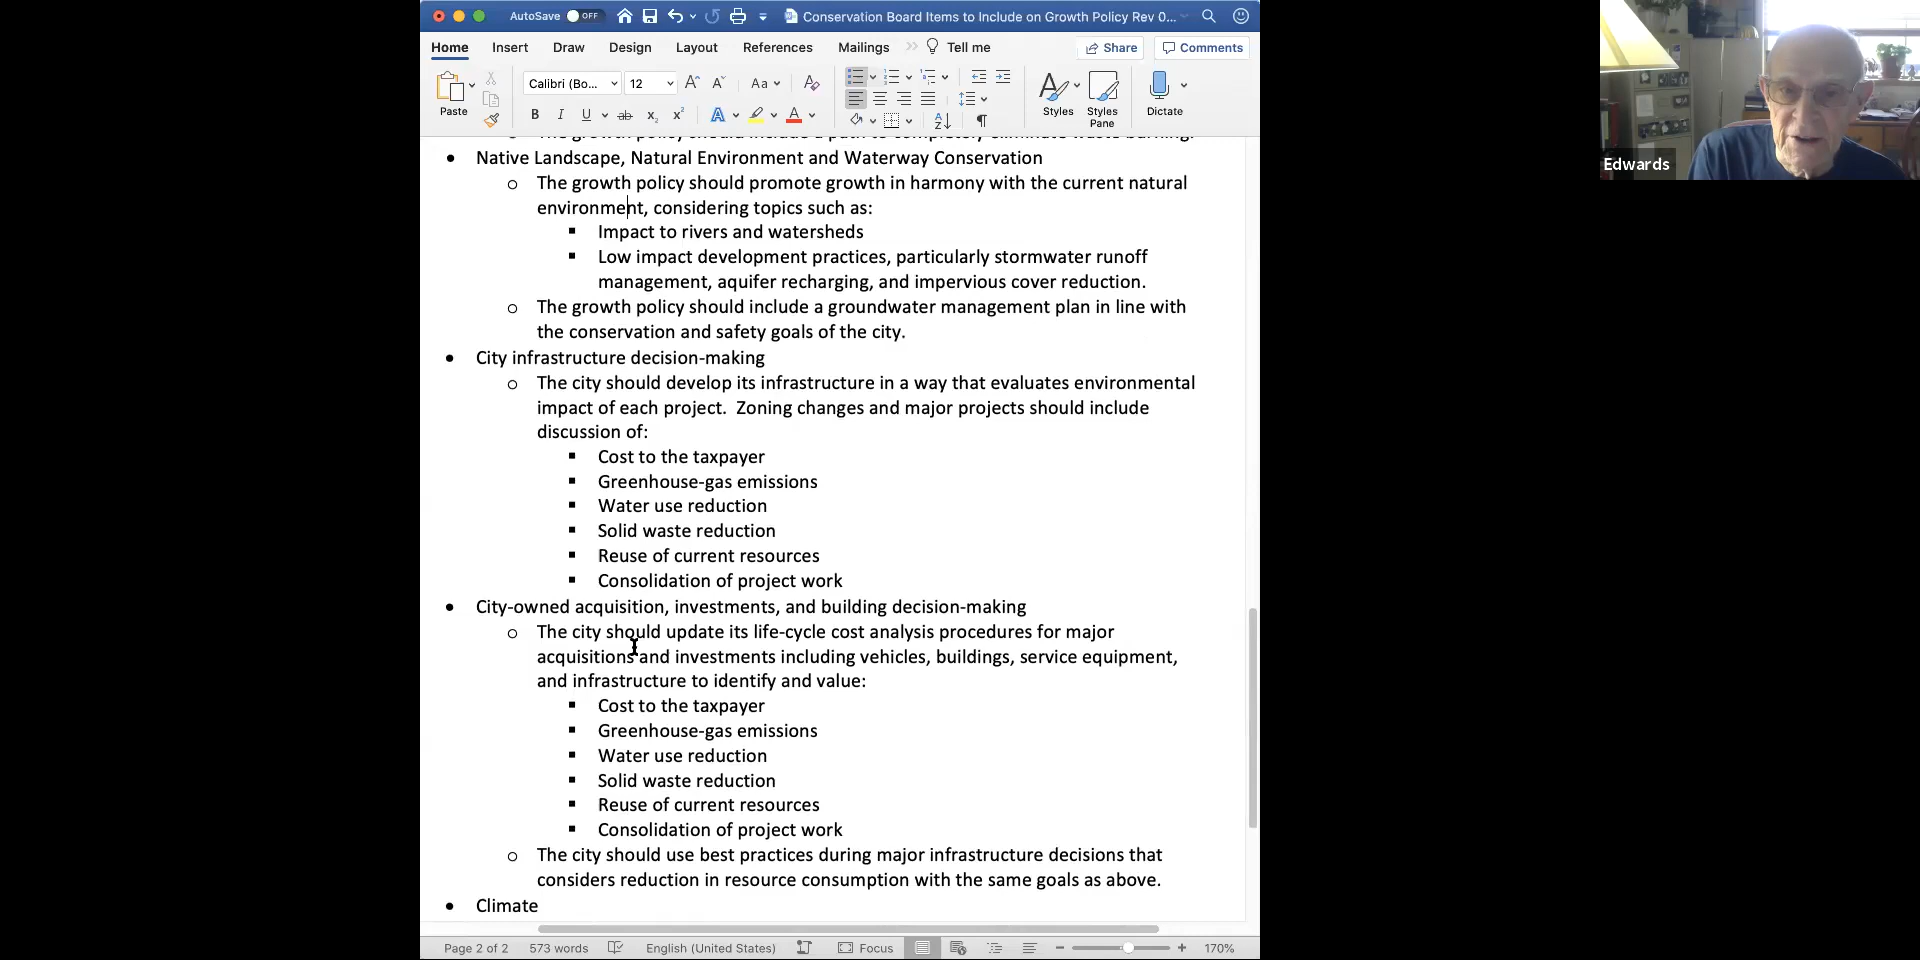 AutoSave OFF Conservation Board Items to Include on Growth Policy Rev 0...
Home Insert Draw Design Layout References Mailings Tell me Share Comments
Paste Calibri (Bo... 12 Aa Styles Styles Pane Dictate
The growth policy should include a path to completely eliminate waste burning.
• Native Landscape, Natural Environment and Waterway Conservation
o The growth policy should promote growth in harmony with the current natural
environment, considering topics such as:
▪ Impact to rivers and watersheds
▪ Low impact development practices, particularly stormwater runoff
management, aquifer recharging, and impervious cover reduction.
o The growth policy should include a groundwater management plan in line with
the conservation and safety goals of the city.
• City infrastructure decision-making
o The city should develop its infrastructure in a way that evaluates environmental
impact of each project.  Zoning changes and major projects should include
discussion of:
▪ Cost to the taxpayer
▪ Greenhouse-gas emissions
▪ Water use reduction
▪ Solid waste reduction
▪ Reuse of current resources
▪ Consolidation of project work
• City-owned acquisition, investments, and building decision-making
o The city should update its life-cycle cost analysis procedures for major
acquisitions and investments including vehicles, buildings, service equipment,
and infrastructure to identify and value:
▪ Cost to the taxpayer
▪ Greenhouse-gas emissions
▪ Water use reduction
▪ Solid waste reduction
▪ Reuse of current resources
▪ Consolidation of project work
o The city should use best practices during major infrastructure decisions that
considers reduction in resource consumption with the same goals as above.
• Climate
Page 2 of 2 573 words English (United States) Focus 170%
Edwards